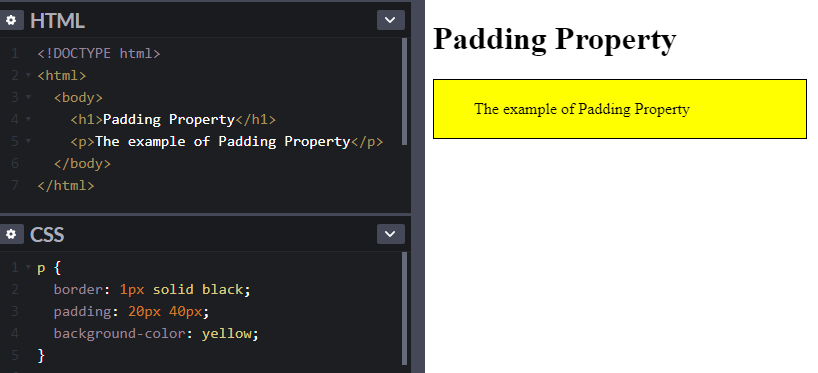 HTML
1 <!DOCTYPE html>
2 <html>
3 <body>
4 <h1>Padding Property</h1>
5 <p>The example of Padding Property</p>
6 </body>
7 </html>
CSS
1 p {
2 border: 1px solid black;
3 padding: 20px 40px;
4 background-color: yellow;
5 }
Padding Property
The example of Padding Property